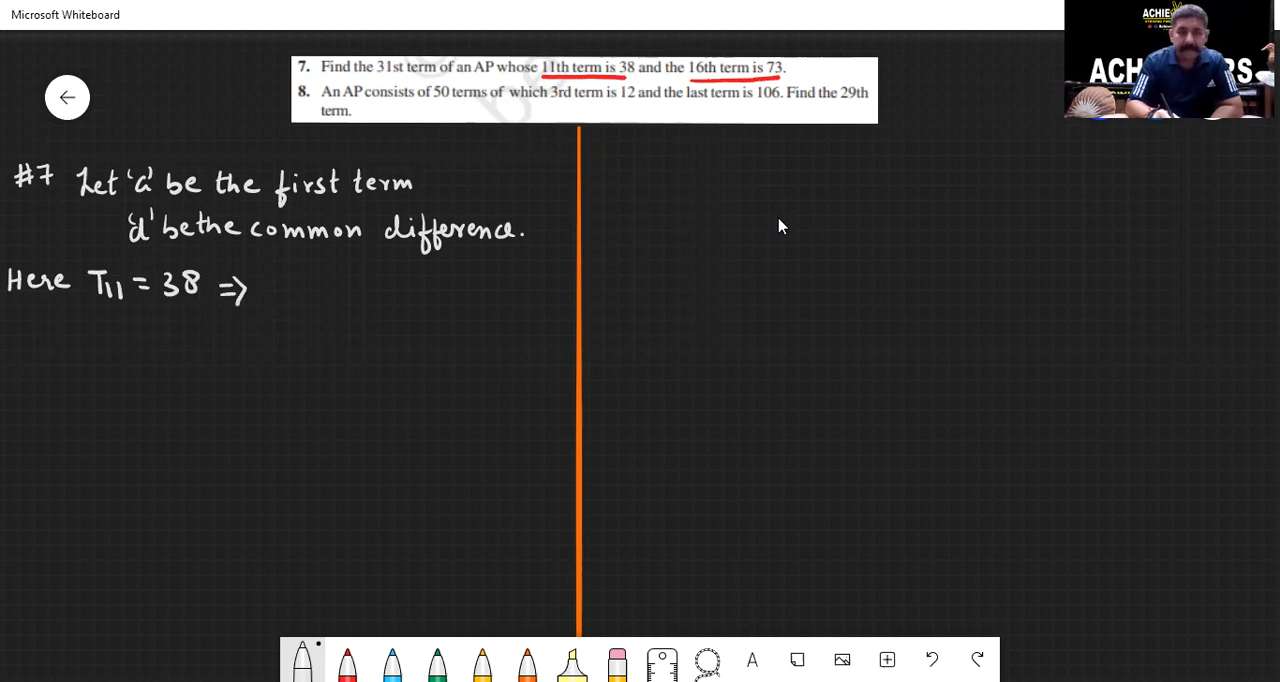 Microsoft Whiteboard
ACHIE
ACH RS
7. Find the 31st term of an AP whose 11th term is 38 and the 16th term is 73.
8. An AP consists of 50 terms of which 3rd term is 12 and the last term is 106. Find the 29th
term.
#7 Let 'a' be the first term
'd' be the common difference.
Here T11 = 38 ⇒
A